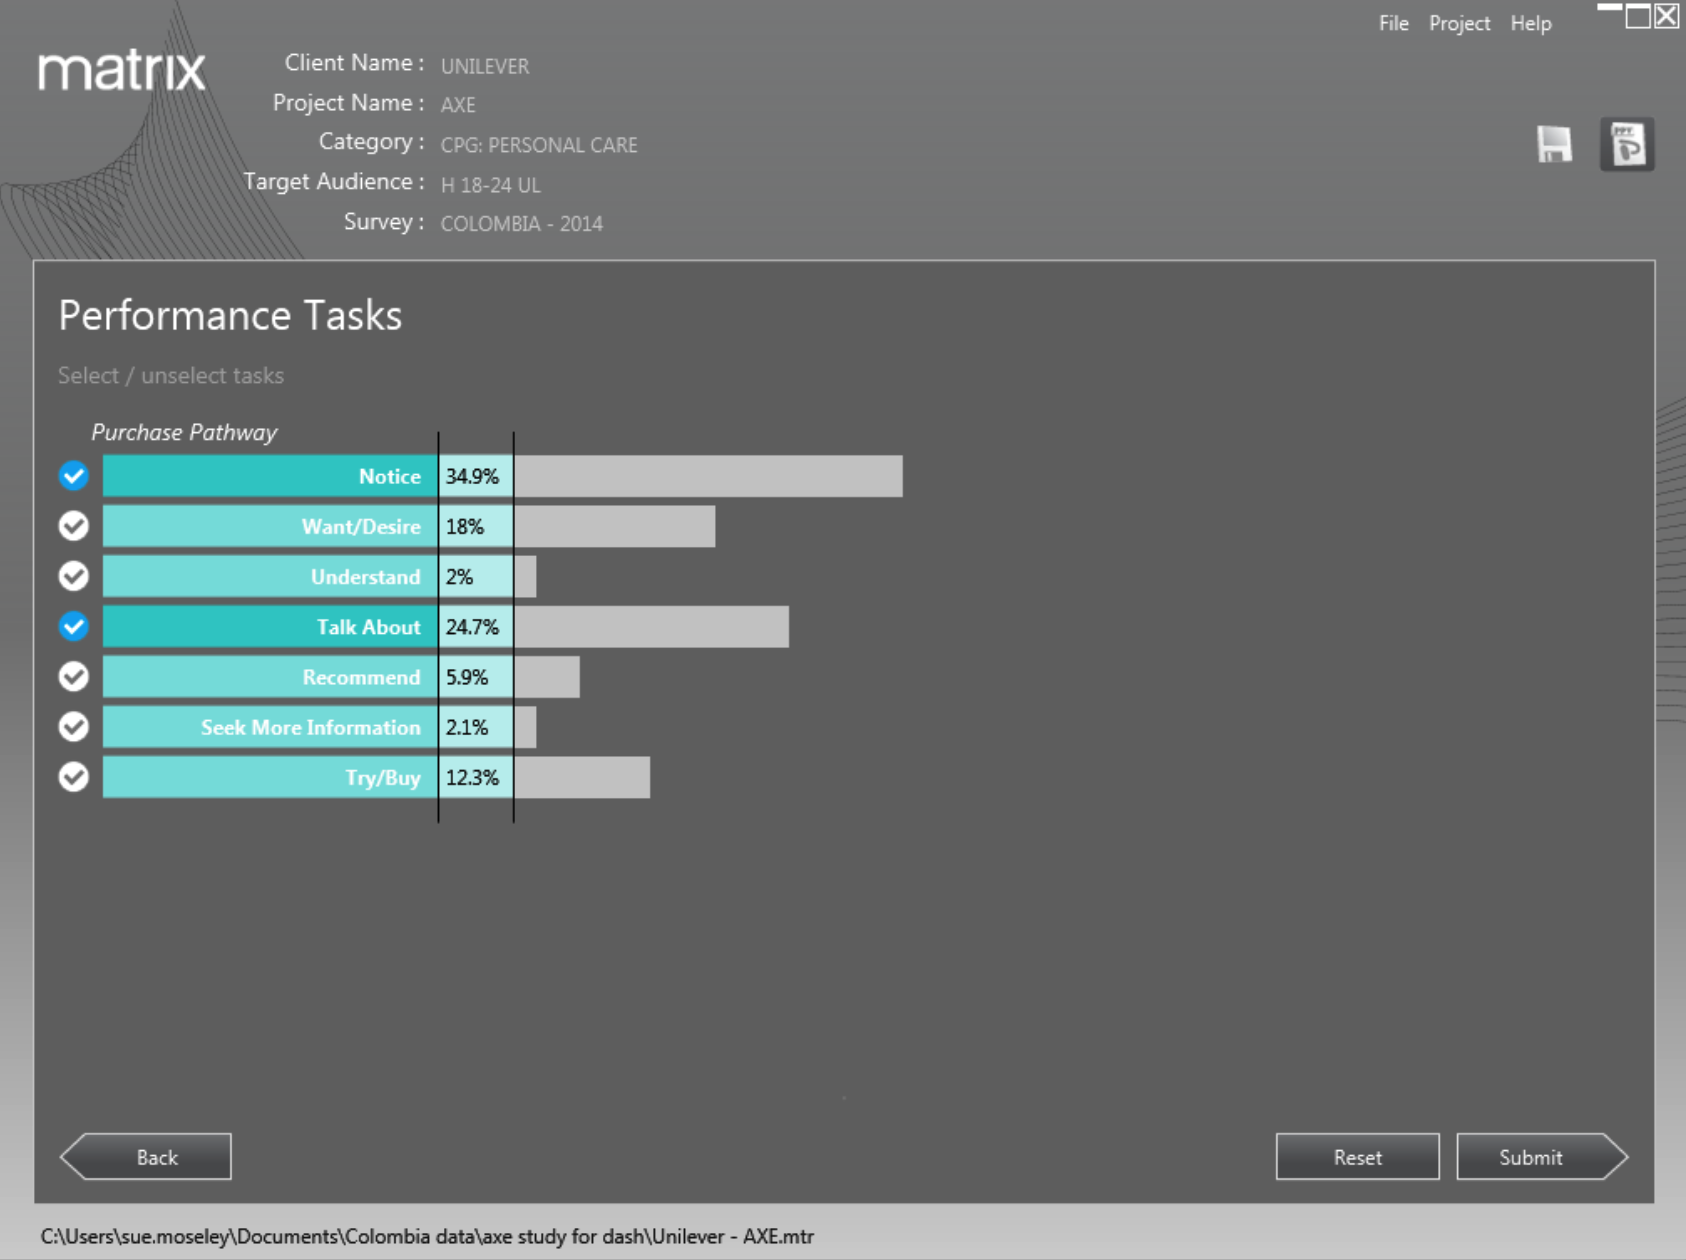 File Project Help
matrix
Client Name : UNILEVER
Project Name : AXE
Category : CPG: PERSONAL CARE
Target Audience : H 18-24 UL
Survey : COLOMBIA - 2014
PPT
Performance Tasks
Select / unselect tasks
Purchase Pathway
Notice 34.9%
Want/Desire 18%
Understand 2%
Talk About 24.7%
Recommend 5.9%
Seek More Information 2.1%
Try/Buy 12.3%
Back Reset Submit
C:\Users\sue.moseley\Documents\Colombia data\axe study for dash\Unilever - AXE.mtr